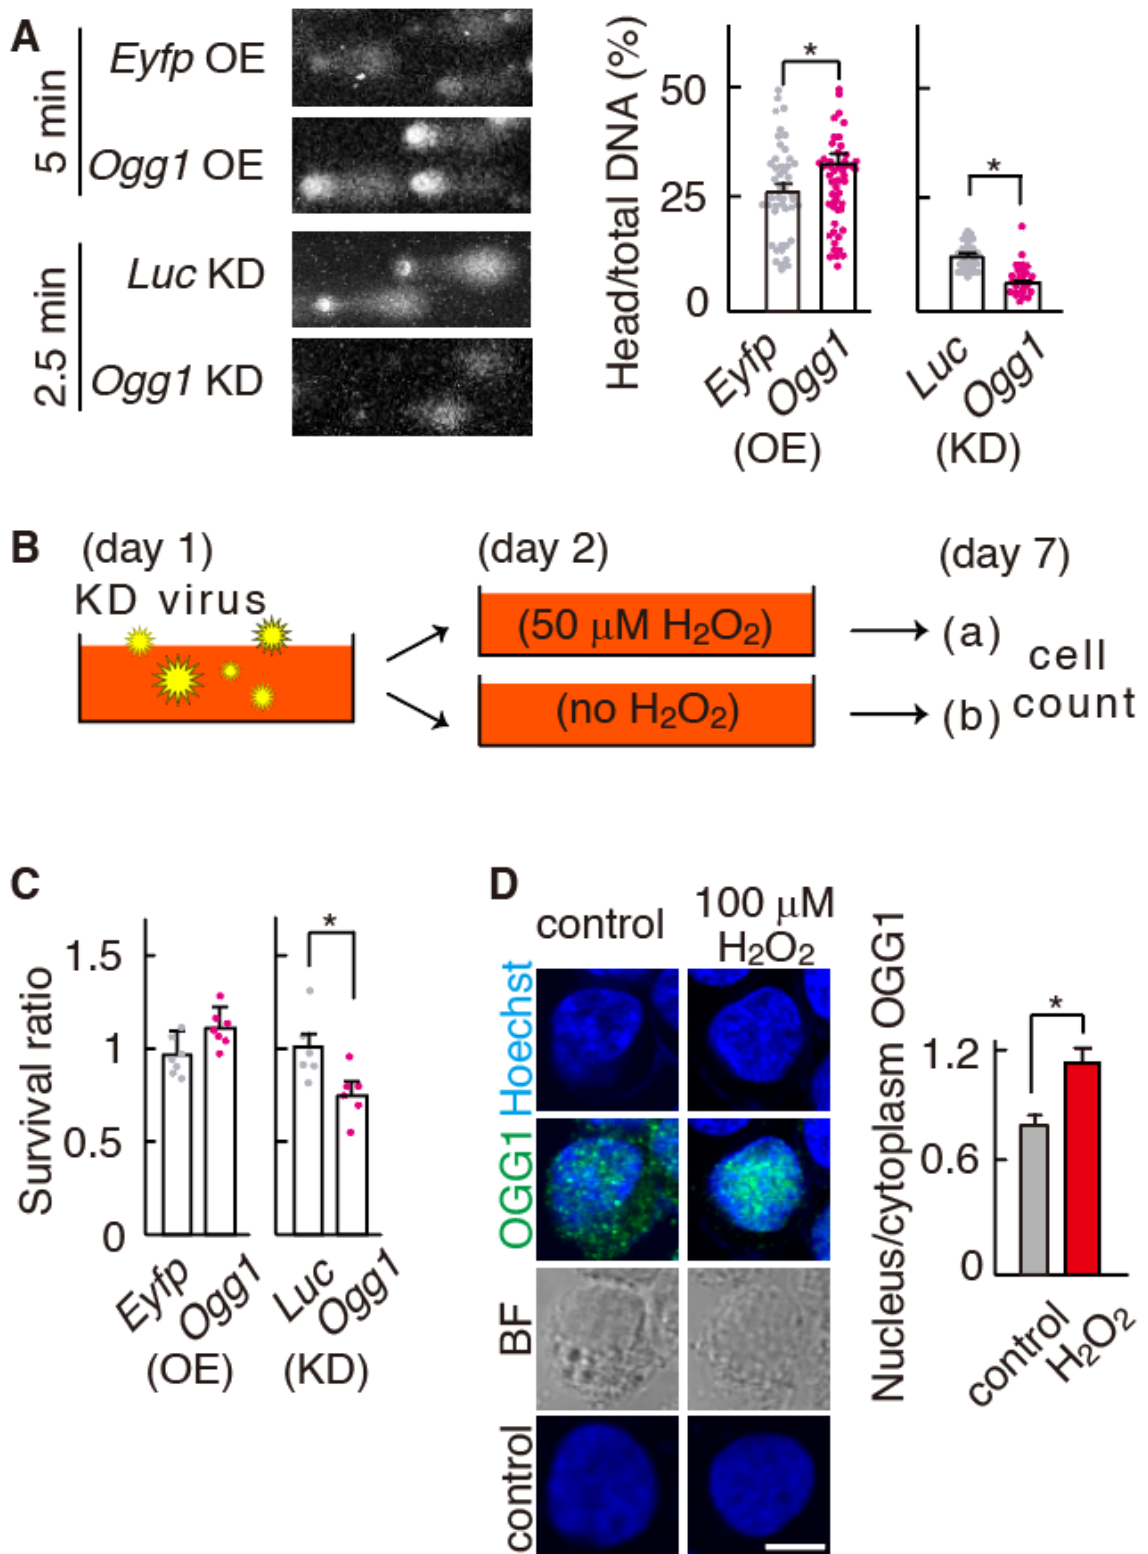 A
5 min
Eyfp OE
Ogg1 OE
2.5 min
Luc KD
Ogg1 KD
Head/total DNA (%)
50
25
0
*
*
Eyfp
Ogg1
(OE)
Luc
Ogg1
(KD)
B
(day 1)
KD virus
(day 2)
(50 µM H₂O₂)
(no H₂O₂)
(day 7)
(a)
(b)
cell
count
C
Survival ratio
1.5
1
0.5
0
*
Eyfp
Ogg1
(OE)
Luc
Ogg1
(KD)
D
control
100 µM
H₂O₂
Hoechst
OGG1
BF
control
Nucleus/cytoplasm OGG1
1.2
0.6
0
*
control
H₂O₂